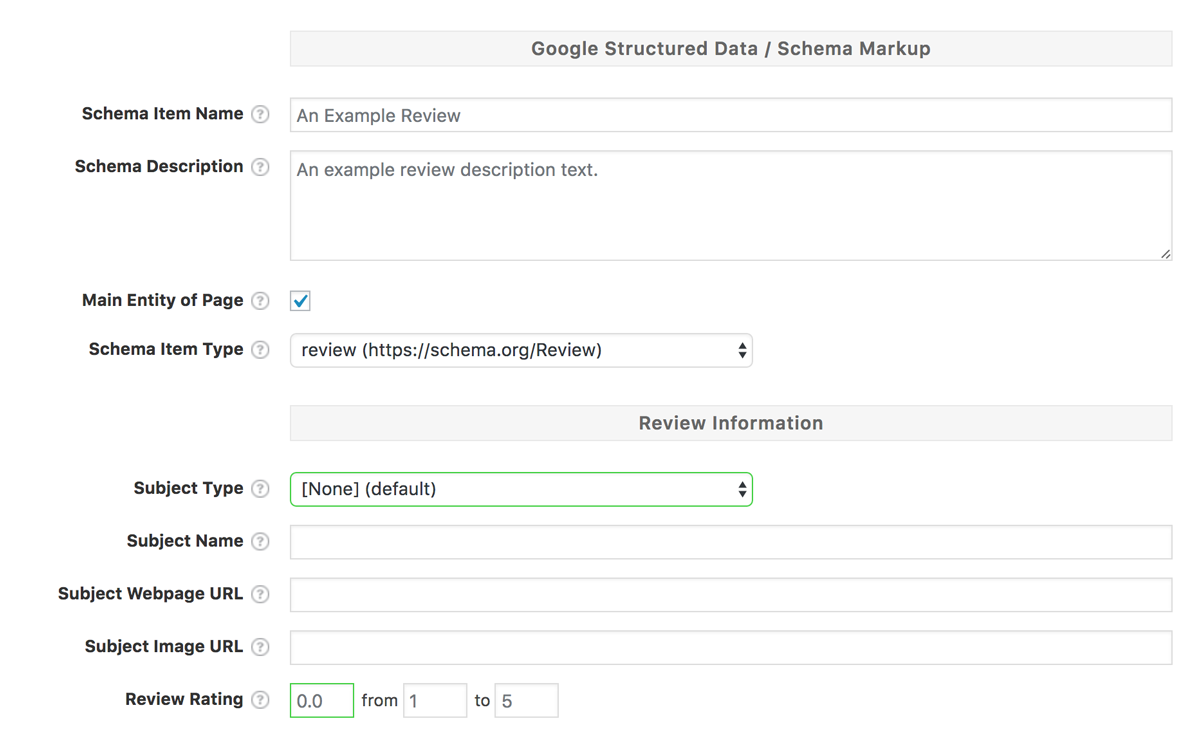 Google Structured Data / Schema Markup
Schema Item Name ? An Example Review
Schema Description ? An example review description text.
Main Entity of Page ?
Schema Item Type ? review (https://schema.org/Review)
Review Information
Subject Type ? [None] (default)
Subject Name ?
Subject Webpage URL ?
Subject Image URL ?
Review Rating ? 0.0 from 1 to 5